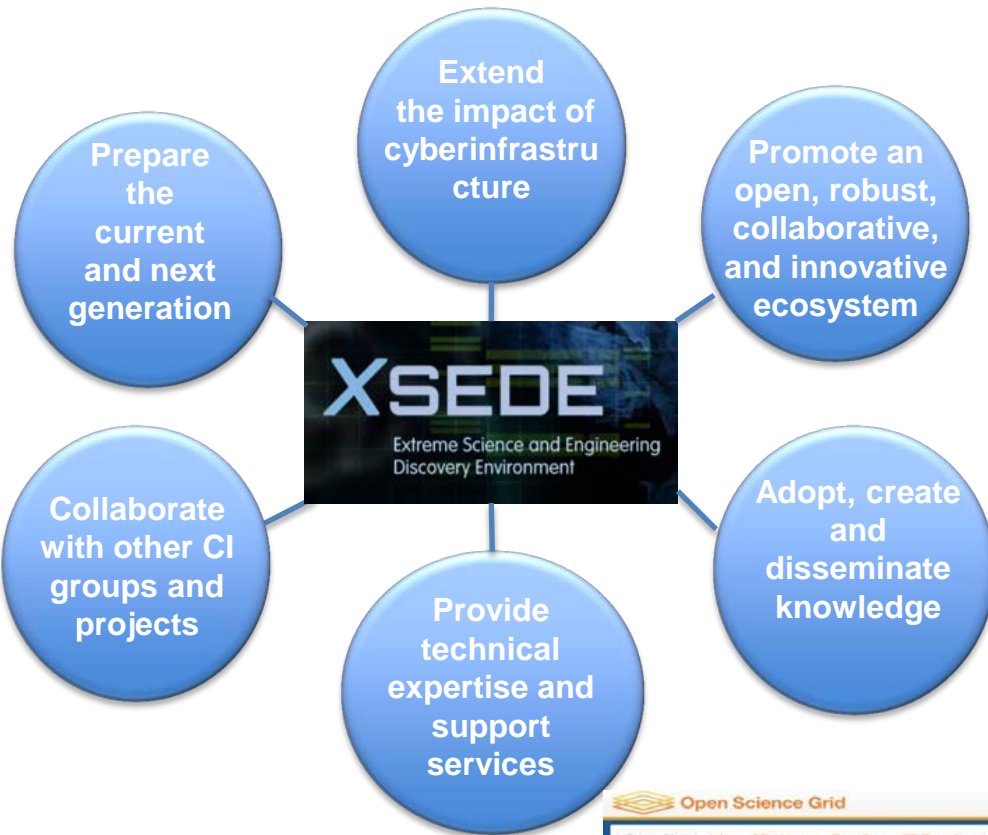 Extend
the impact of
cyberinfrastru
cture
Prepare
the
current
and next
generation
Promote an
open, robust,
collaborative,
and innovative
ecosystem
XSEDE
Extreme Science and Engineering
Discovery Environment
Collaborate
with other CI
groups and
projects
Adopt, create
and
disseminate
knowledge
Provide
technical
expertise and
support
services
Open Science Grid